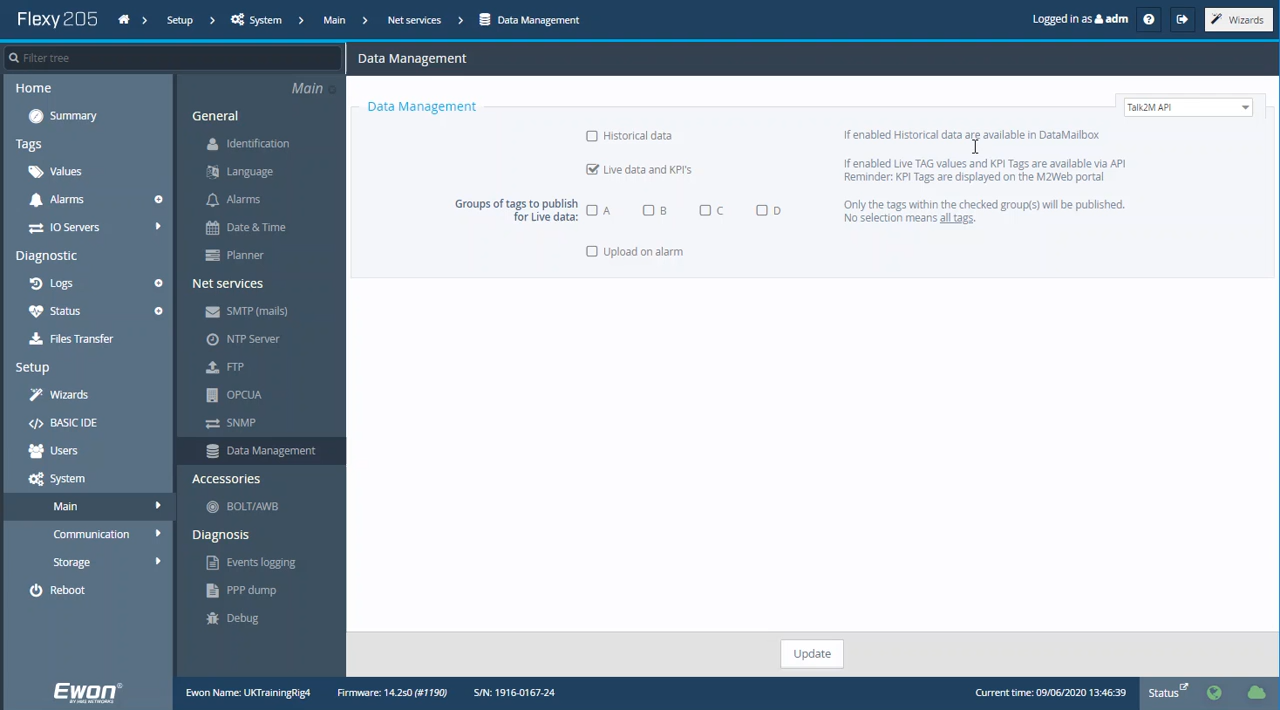 Flexy 205
Setup
System
Main
Net services
Data Management
Logged in as adm
Wizards
Filter tree
Home
Summary
Tags
Values
Alarms
IO Servers
Diagnostic
Logs
Status
Files Transfer
Setup
Wizards
BASIC IDE
Users
System
Main
Communication
Storage
Reboot
Ewon®
BY HMS NETWORKS
Main
General
Identification
Language
Alarms
Date & Time
Planner
Net services
SMTP (mails)
NTP Server
FTP
OPCUA
SNMP
Data Management
Accessories
BOLT/AWB
Diagnosis
Events logging
PPP dump
Debug
Data Management
Data Management
Talk2M API
Historical data
If enabled Historical data are available in DataMailbox
Live data and KPI's
If enabled Live TAG values and KPI Tags are available via API
Reminder: KPI Tags are displayed on the M2Web portal
Groups of tags to publish
for Live data:
A B C D
Only the tags within the checked group(s) will be published.
No selection means all tags.
Upload on alarm
Update
Ewon Name: UKTrainingRig4
Firmware: 14.2s0 (#1190)
S/N: 1916-0167-24
Current time: 09/06/2020 13:46:39
Status